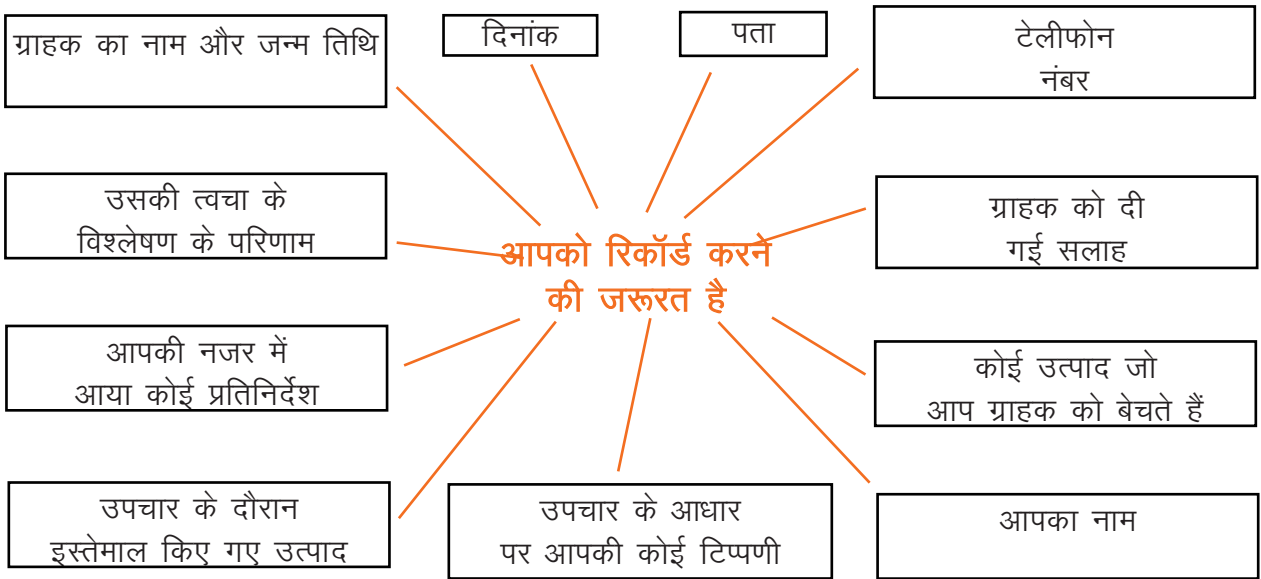 ग्राहक का नाम और जन्म तिथि
दिनांक
पता
टेलीफोन
नंबर
उसकी त्वचा के
विश्लेषण के परिणाम
ग्राहक को दी
गई सलाह
आपको रिकॉर्ड करने
की जरूरत है
आपकी नजर में
आया कोई प्रतिनिर्देश
कोई उत्पाद जो
आप ग्राहक को बेचते हैं
उपचार के दौरान
इस्तेमाल किए गए उत्पाद
उपचार के आधार
पर आपकी कोई टिप्पणी
आपका नाम